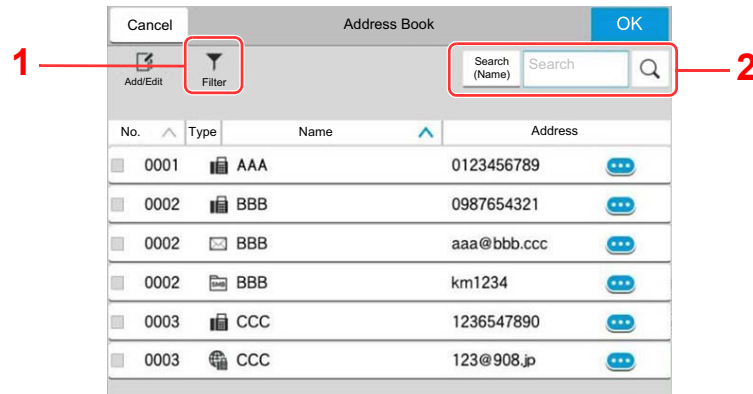 Cancel Address Book OK
1
Add/Edit Filter
Search (Name) Search
2
No. Type Name Address
0001 AAA 0123456789
0002 BBB 0987654321
0002 BBB aaa@bbb.ccc
0002 SMB BBB km1234
0003 CCC 1236547890
0003 CCC 123@908.jp